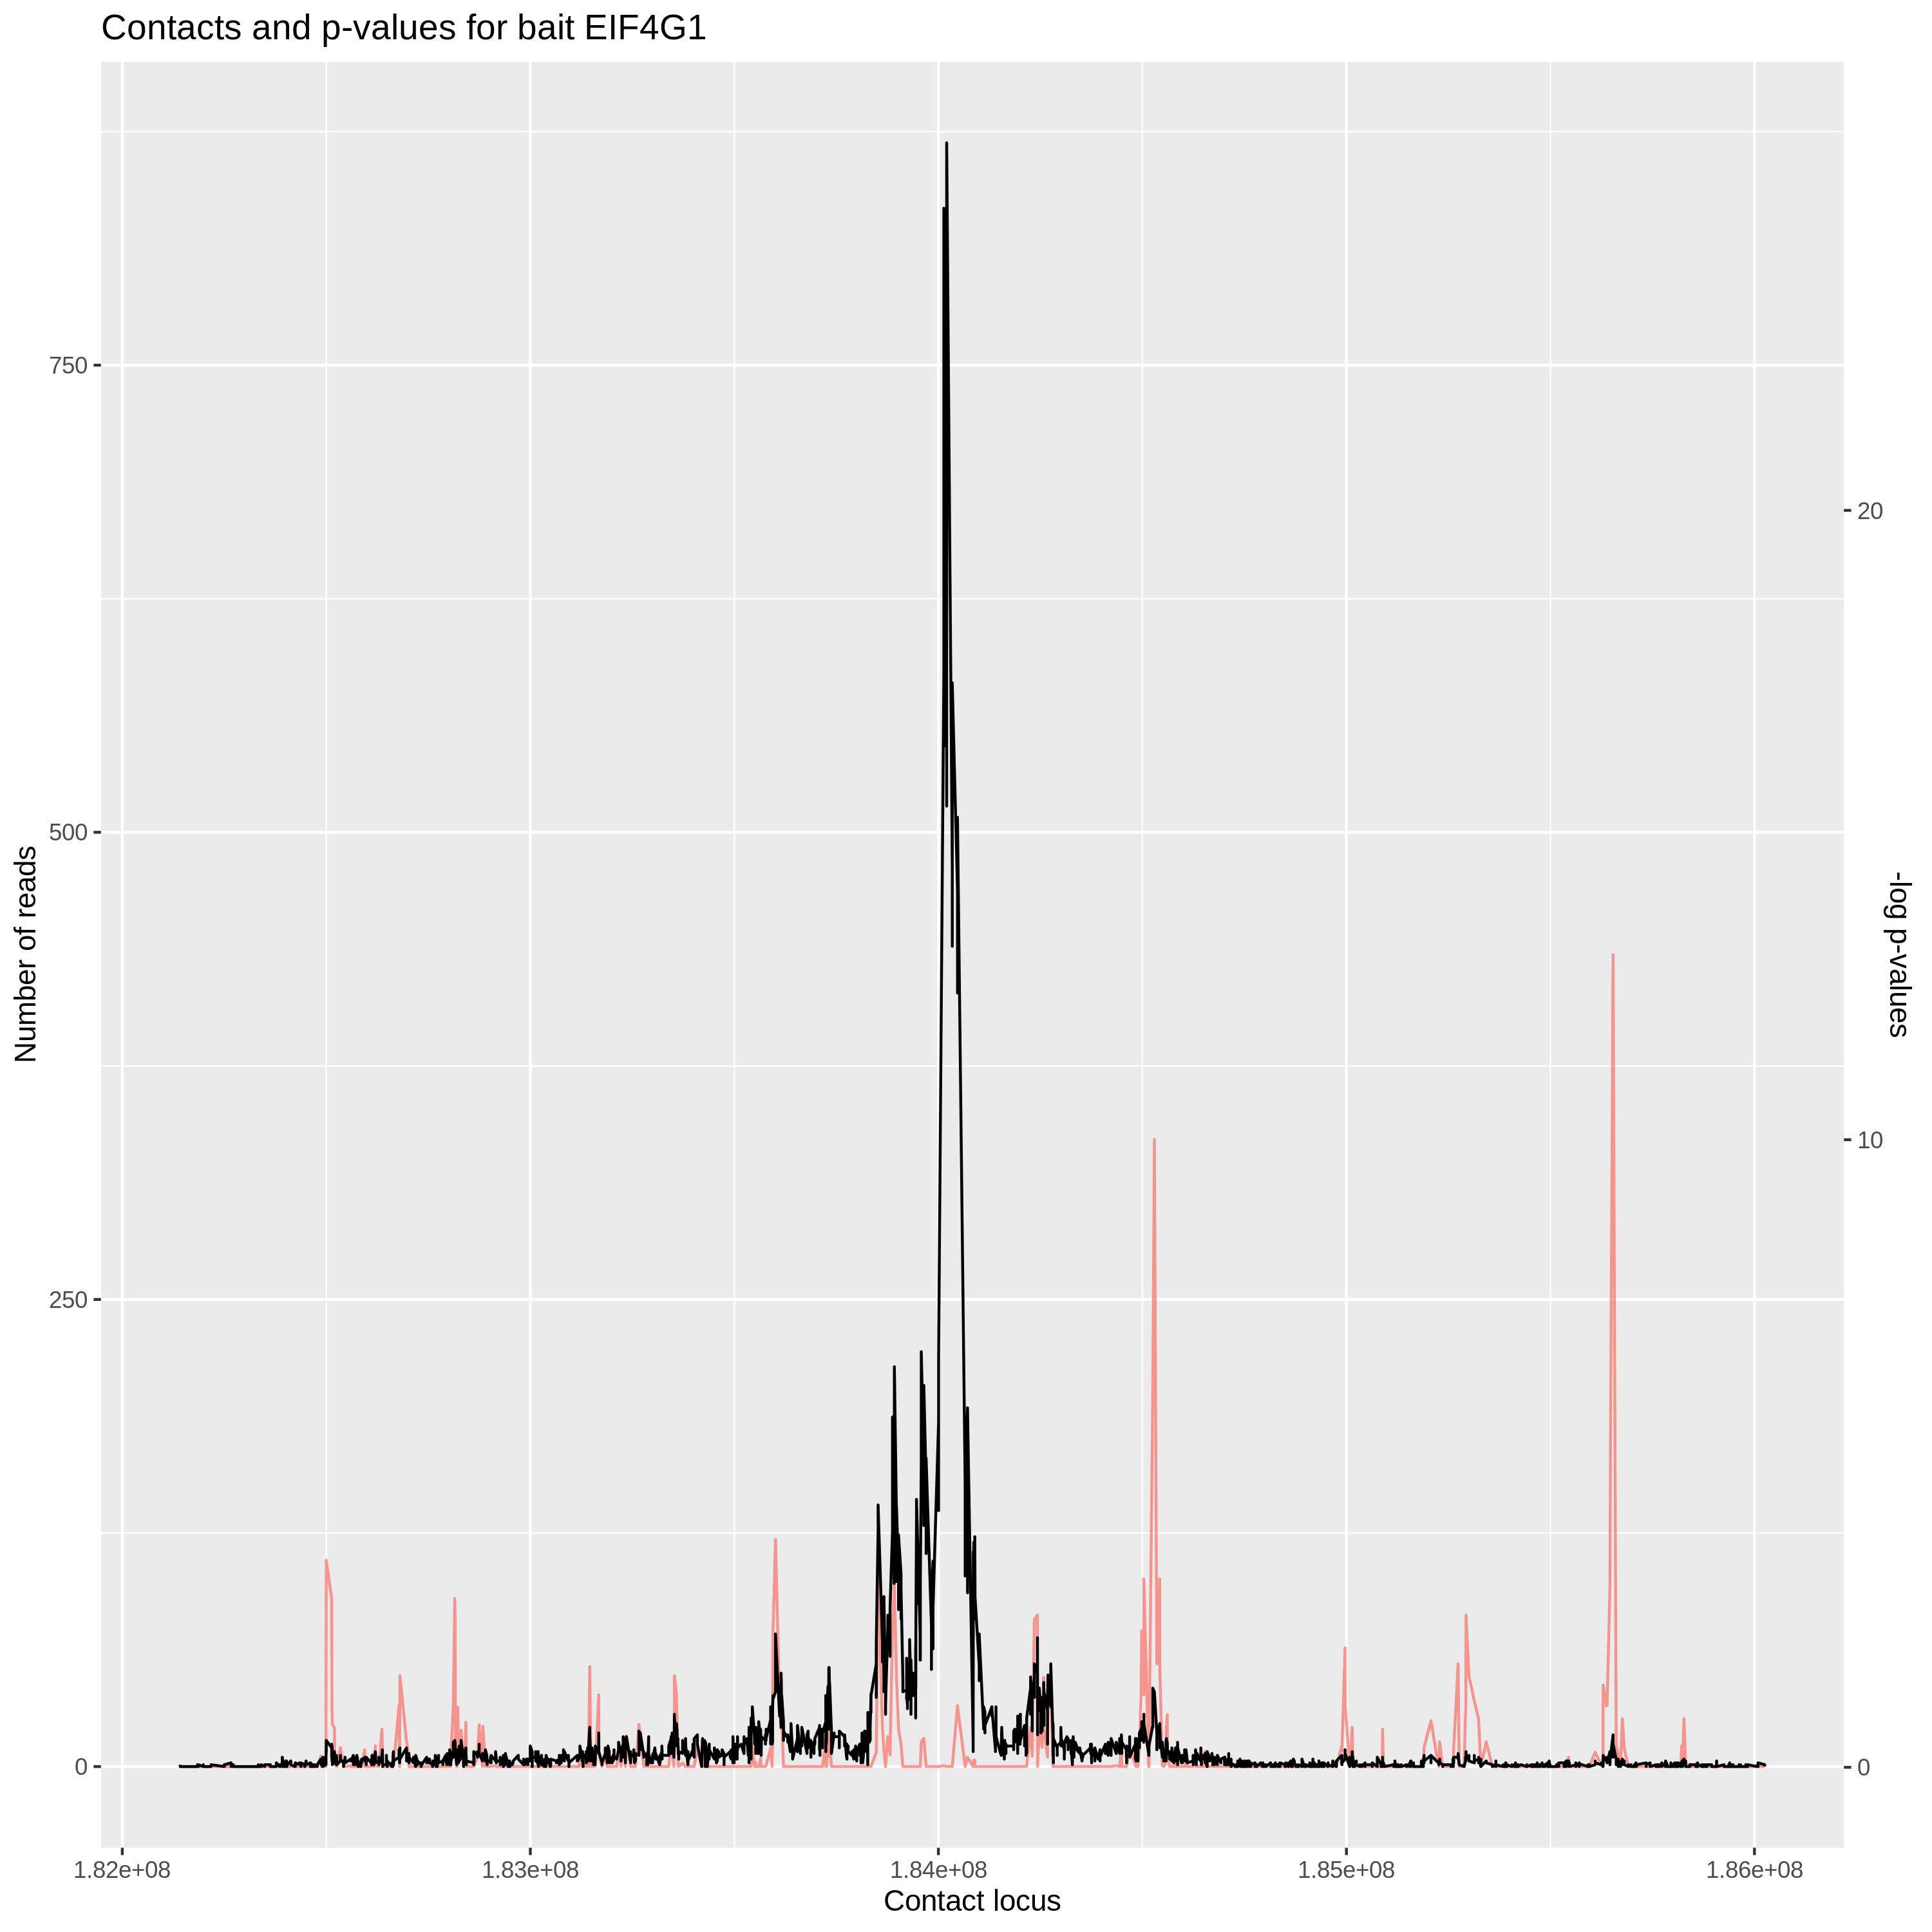 Contacts and p-values for bait EIF4G1
750
500
250
0
Number of reads
20
10
0
-log p-values
1.82e+08
1.83e+08
1.84e+08
1.85e+08
1.86e+08
Contact locus